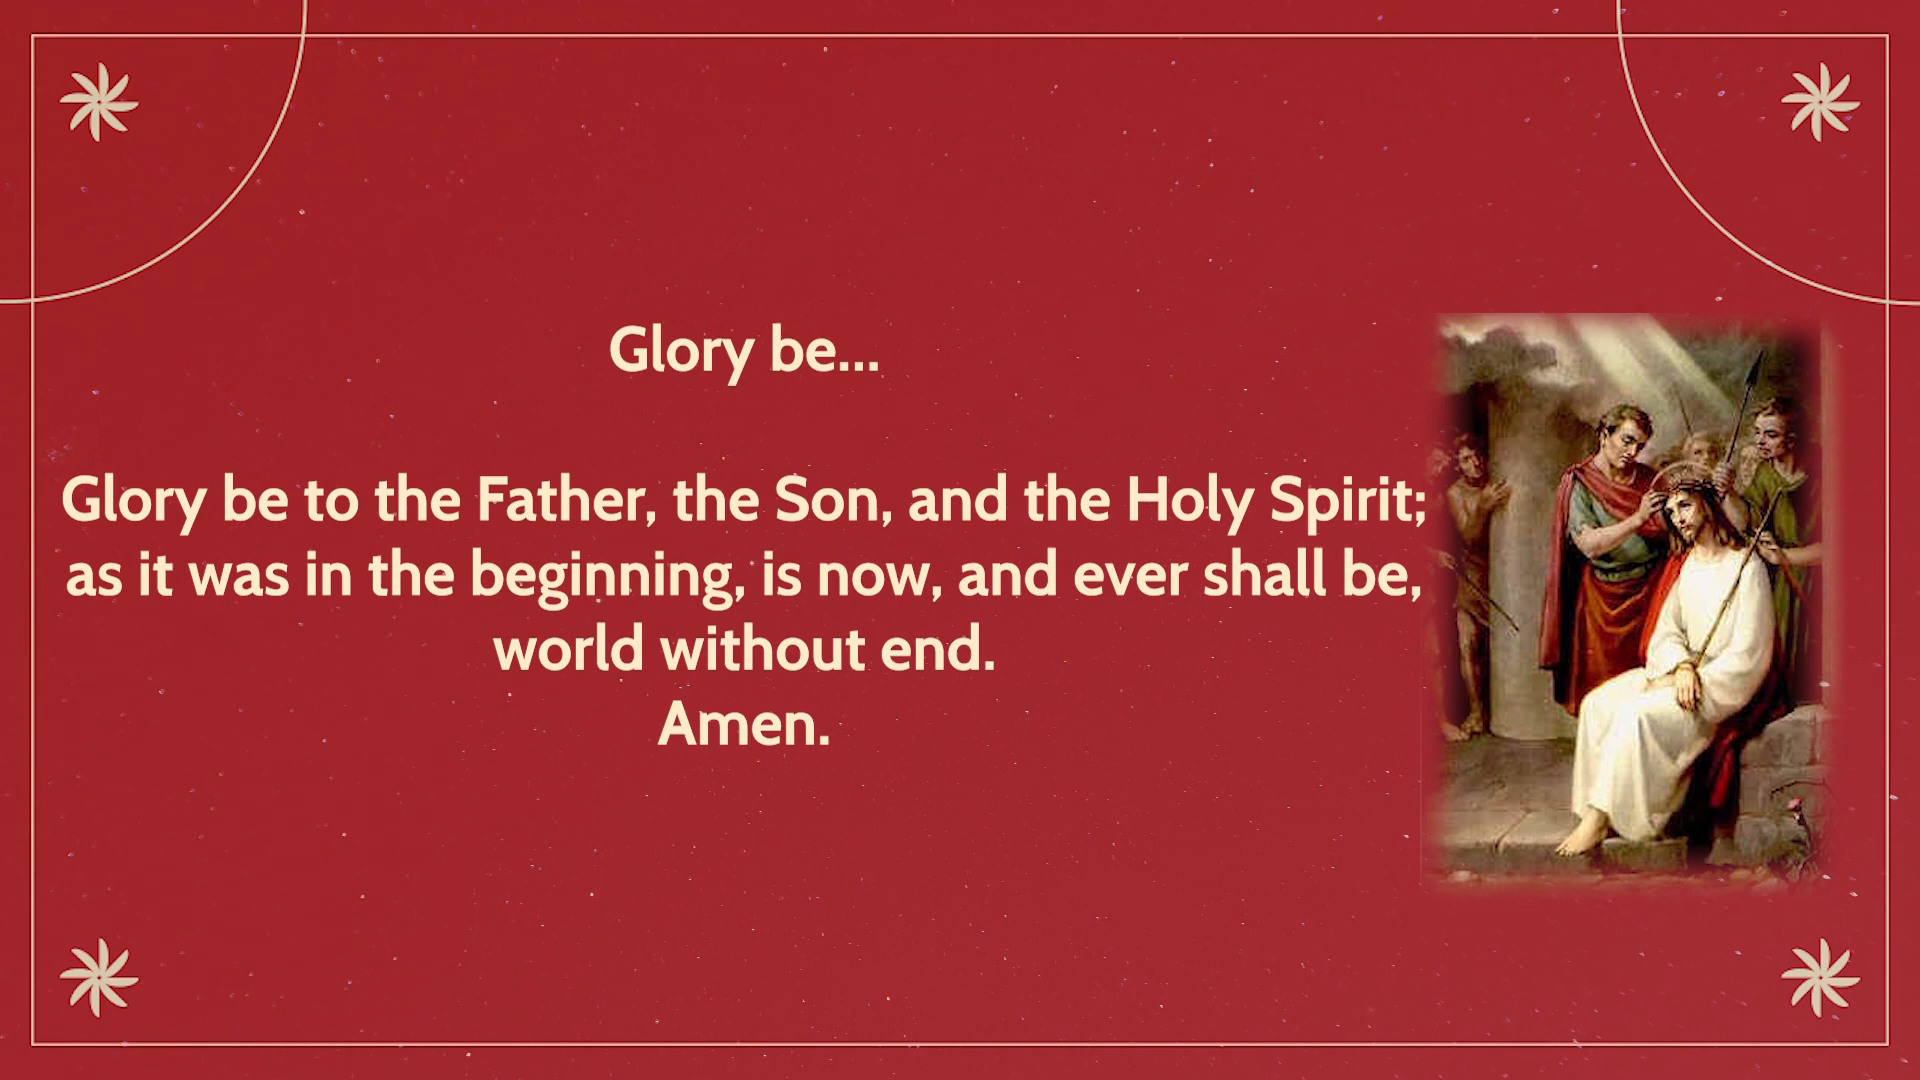 Glory be...
Glory be to the Father, the Son, and the Holy Spirit;
as it was in the beginning, is now, and ever shall be,
world without end.
Amen.